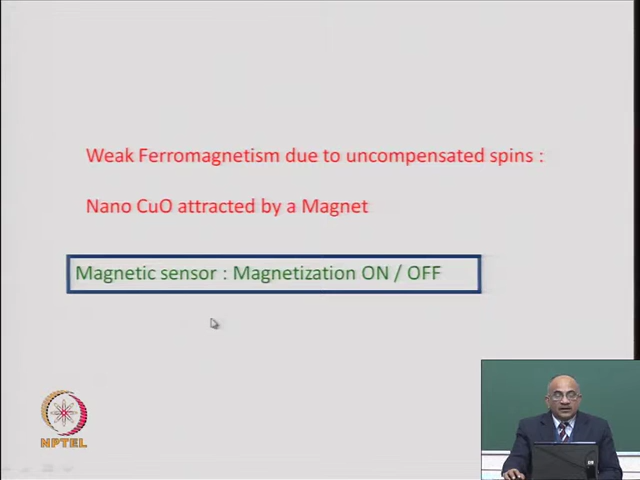 Weak Ferromagnetism due to uncompensated spins :
Nano CuO attracted by a Magnet
Magnetic sensor : Magnetization ON / OFF
NPTEL